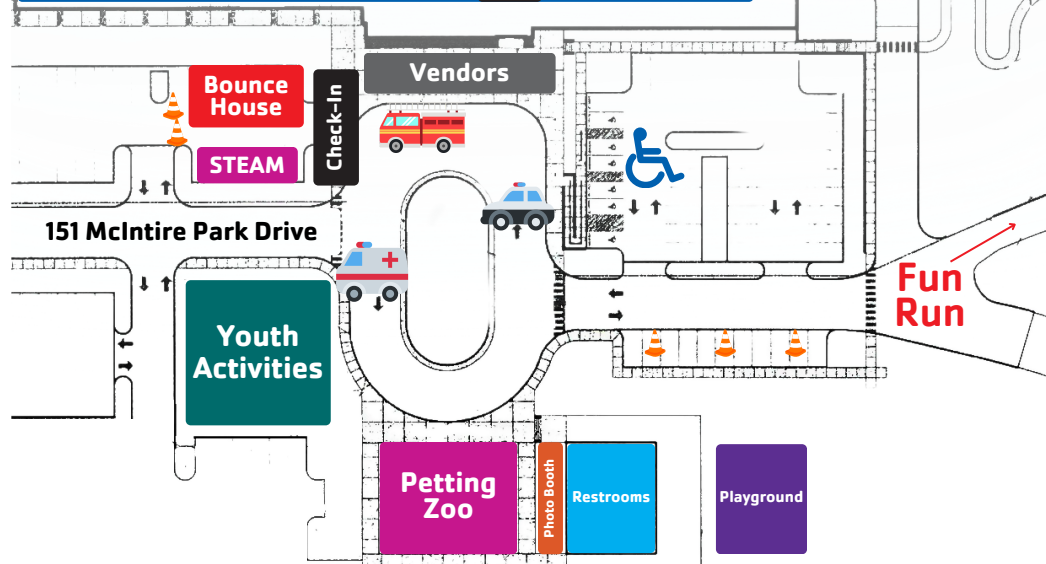 Vendors
Bounce
House
Check-In
STEAM
151 McIntire Park Drive
Fun
Run
Youth
Activities
Petting
Zoo
Photo Booth
Restrooms
Playground